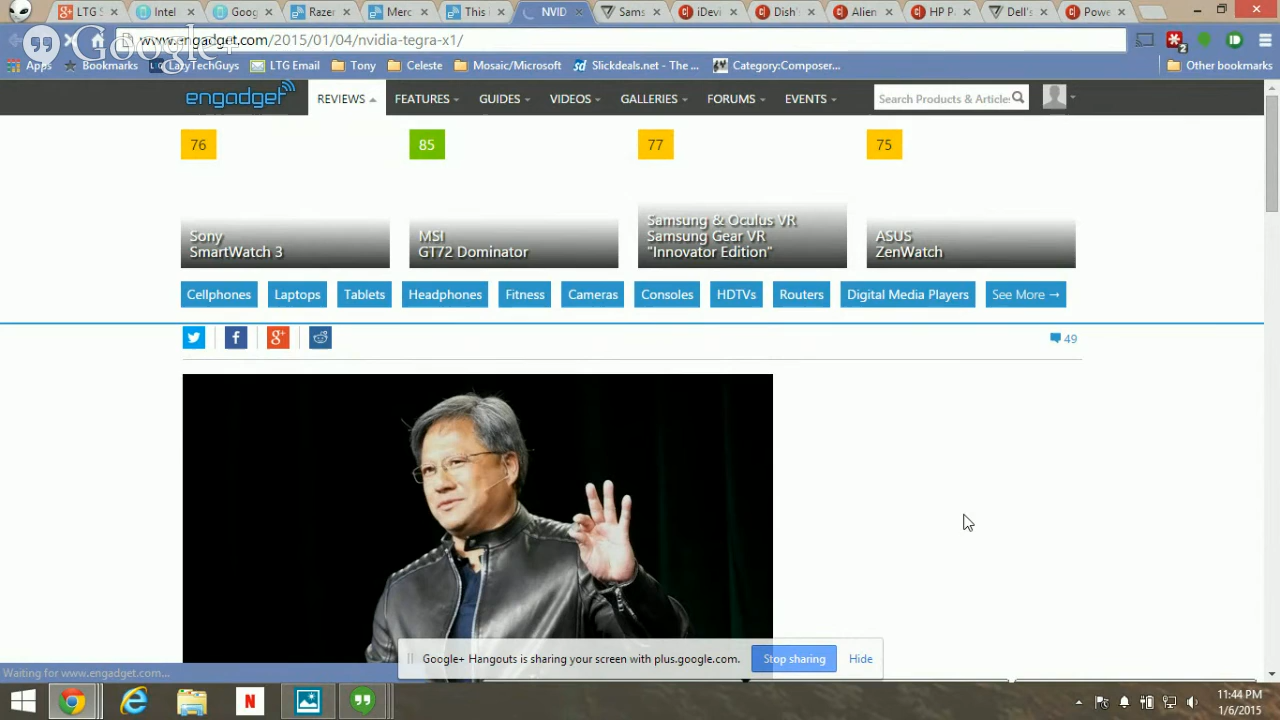 LTG S
Intel
Goog
Razer
Merc
This i
NVID
Sams
iDev
Dish'
Alien
HP P
Dell's
Powe
www.engadget.com/2015/01/04/nvidia-tegra-x1/
Google+
2
Apps
Bookmarks
LazyTechGuys
LTG Email
Tony
Celeste
Mosaic/Microsoft
sd Slickdeals.net - The ...
Category:Composer...
Other bookmarks
engadget
REVIEWS
FEATURES
GUIDES
VIDEOS
GALLERIES
FORUMS
EVENTS
Search Products & Articles
76
85
77
75
Sony
SmartWatch 3
MSI
GT72 Dominator
Samsung & Oculus VR
Samsung Gear VR
"Innovator Edition"
ASUS
ZenWatch
Cellphones
Laptops
Tablets
Headphones
Fitness
Cameras
Consoles
HDTVs
Routers
Digital Media Players
See More →
f
g+
49
Google+ Hangouts is sharing your screen with plus.google.com.
Stop sharing
Hide
Waiting for www.engadget.com...
N
11:44 PM
1/6/2015